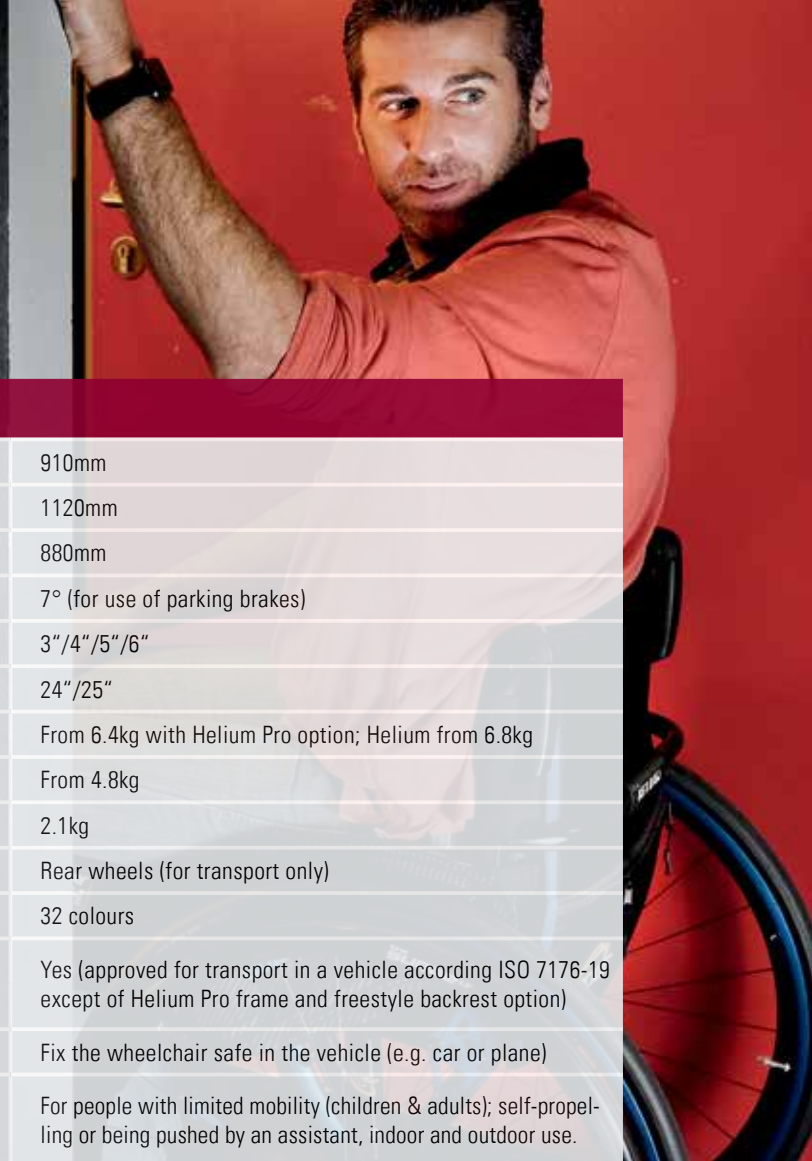 910mm
1120mm
880mm
7° (for use of parking brakes)
3“/4“/5“/6“
24“/25“
From 6.4kg with Helium Pro option; Helium from 6.8kg
From 4.8kg
2.1kg
Rear wheels (for transport only)
32 colours
Yes (approved for transport in a vehicle according ISO 7176-19
except of Helium Pro frame and freestyle backrest option)
Fix the wheelchair safe in the vehicle (e.g. car or plane)
For people with limited mobility (children & adults); self-propel-
ling or being pushed by an assistant, indoor and outdoor use.